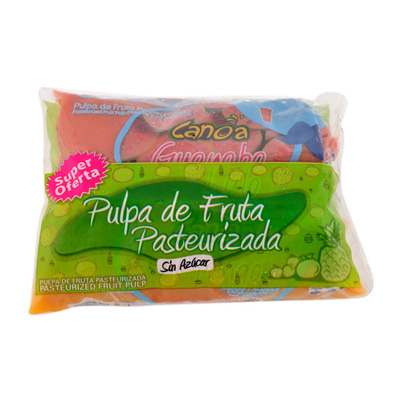 Pulpa de Fruta
Canoa
Guanaba
Super
Oferta
Pulpa de Fruta
Pasteurizada
Sin Azúcar
PULPA DE FRUTA PASTEURIZADA
PASTEURIZED FRUIT PULP